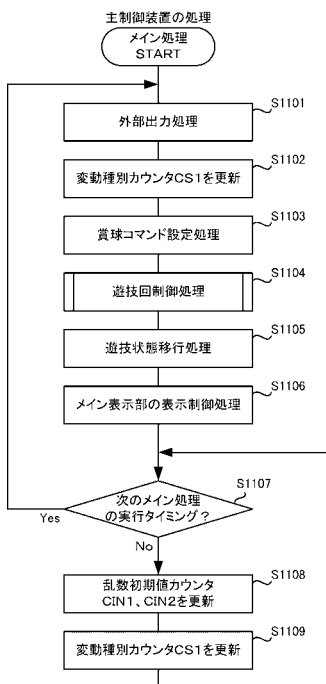 主制御装置の処理
メイン処理
START
S1101
外部出力処理
S1102
変動種別カウンタCS1を更新
S1103
賞球コマンド設定処理
S1104
遊技回制御処理
S1105
遊技状態移行処理
S1106
メイン表示部の表示制御処理
S1107
次のメイン処理
の実行タイミング?
Yes
No
S1108
乱数初期値カウンタ
CIN1、CIN2を更新
S1109
変動種別カウンタCS1を更新